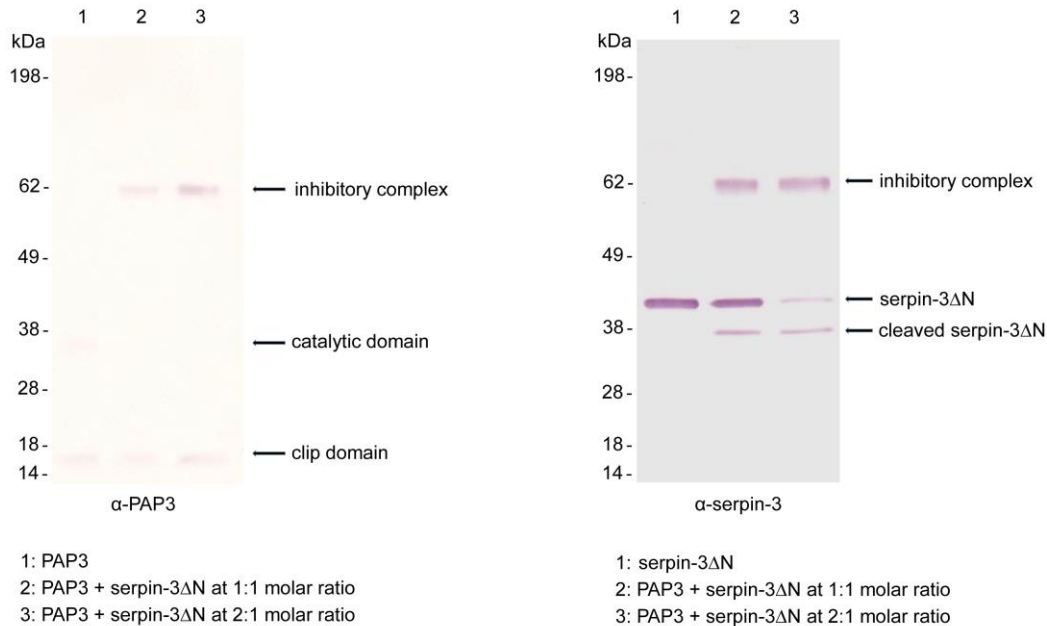 1 2 3
kDa
198-
62-
49-
38-
28-
18-
14-
inhibitory complex
catalytic domain
clip domain
α-PAP3
1: PAP3
2: PAP3 + serpin-3ΔN at 1:1 molar ratio
3: PAP3 + serpin-3ΔN at 2:1 molar ratio
1 2 3
kDa
198-
62-
49-
38-
28-
18-
14-
inhibitory complex
serpin-3ΔN
cleaved serpin-3ΔN
α-serpin-3
1: serpin-3ΔN
2: PAP3 + serpin-3ΔN at 1:1 molar ratio
3: PAP3 + serpin-3ΔN at 2:1 molar ratio